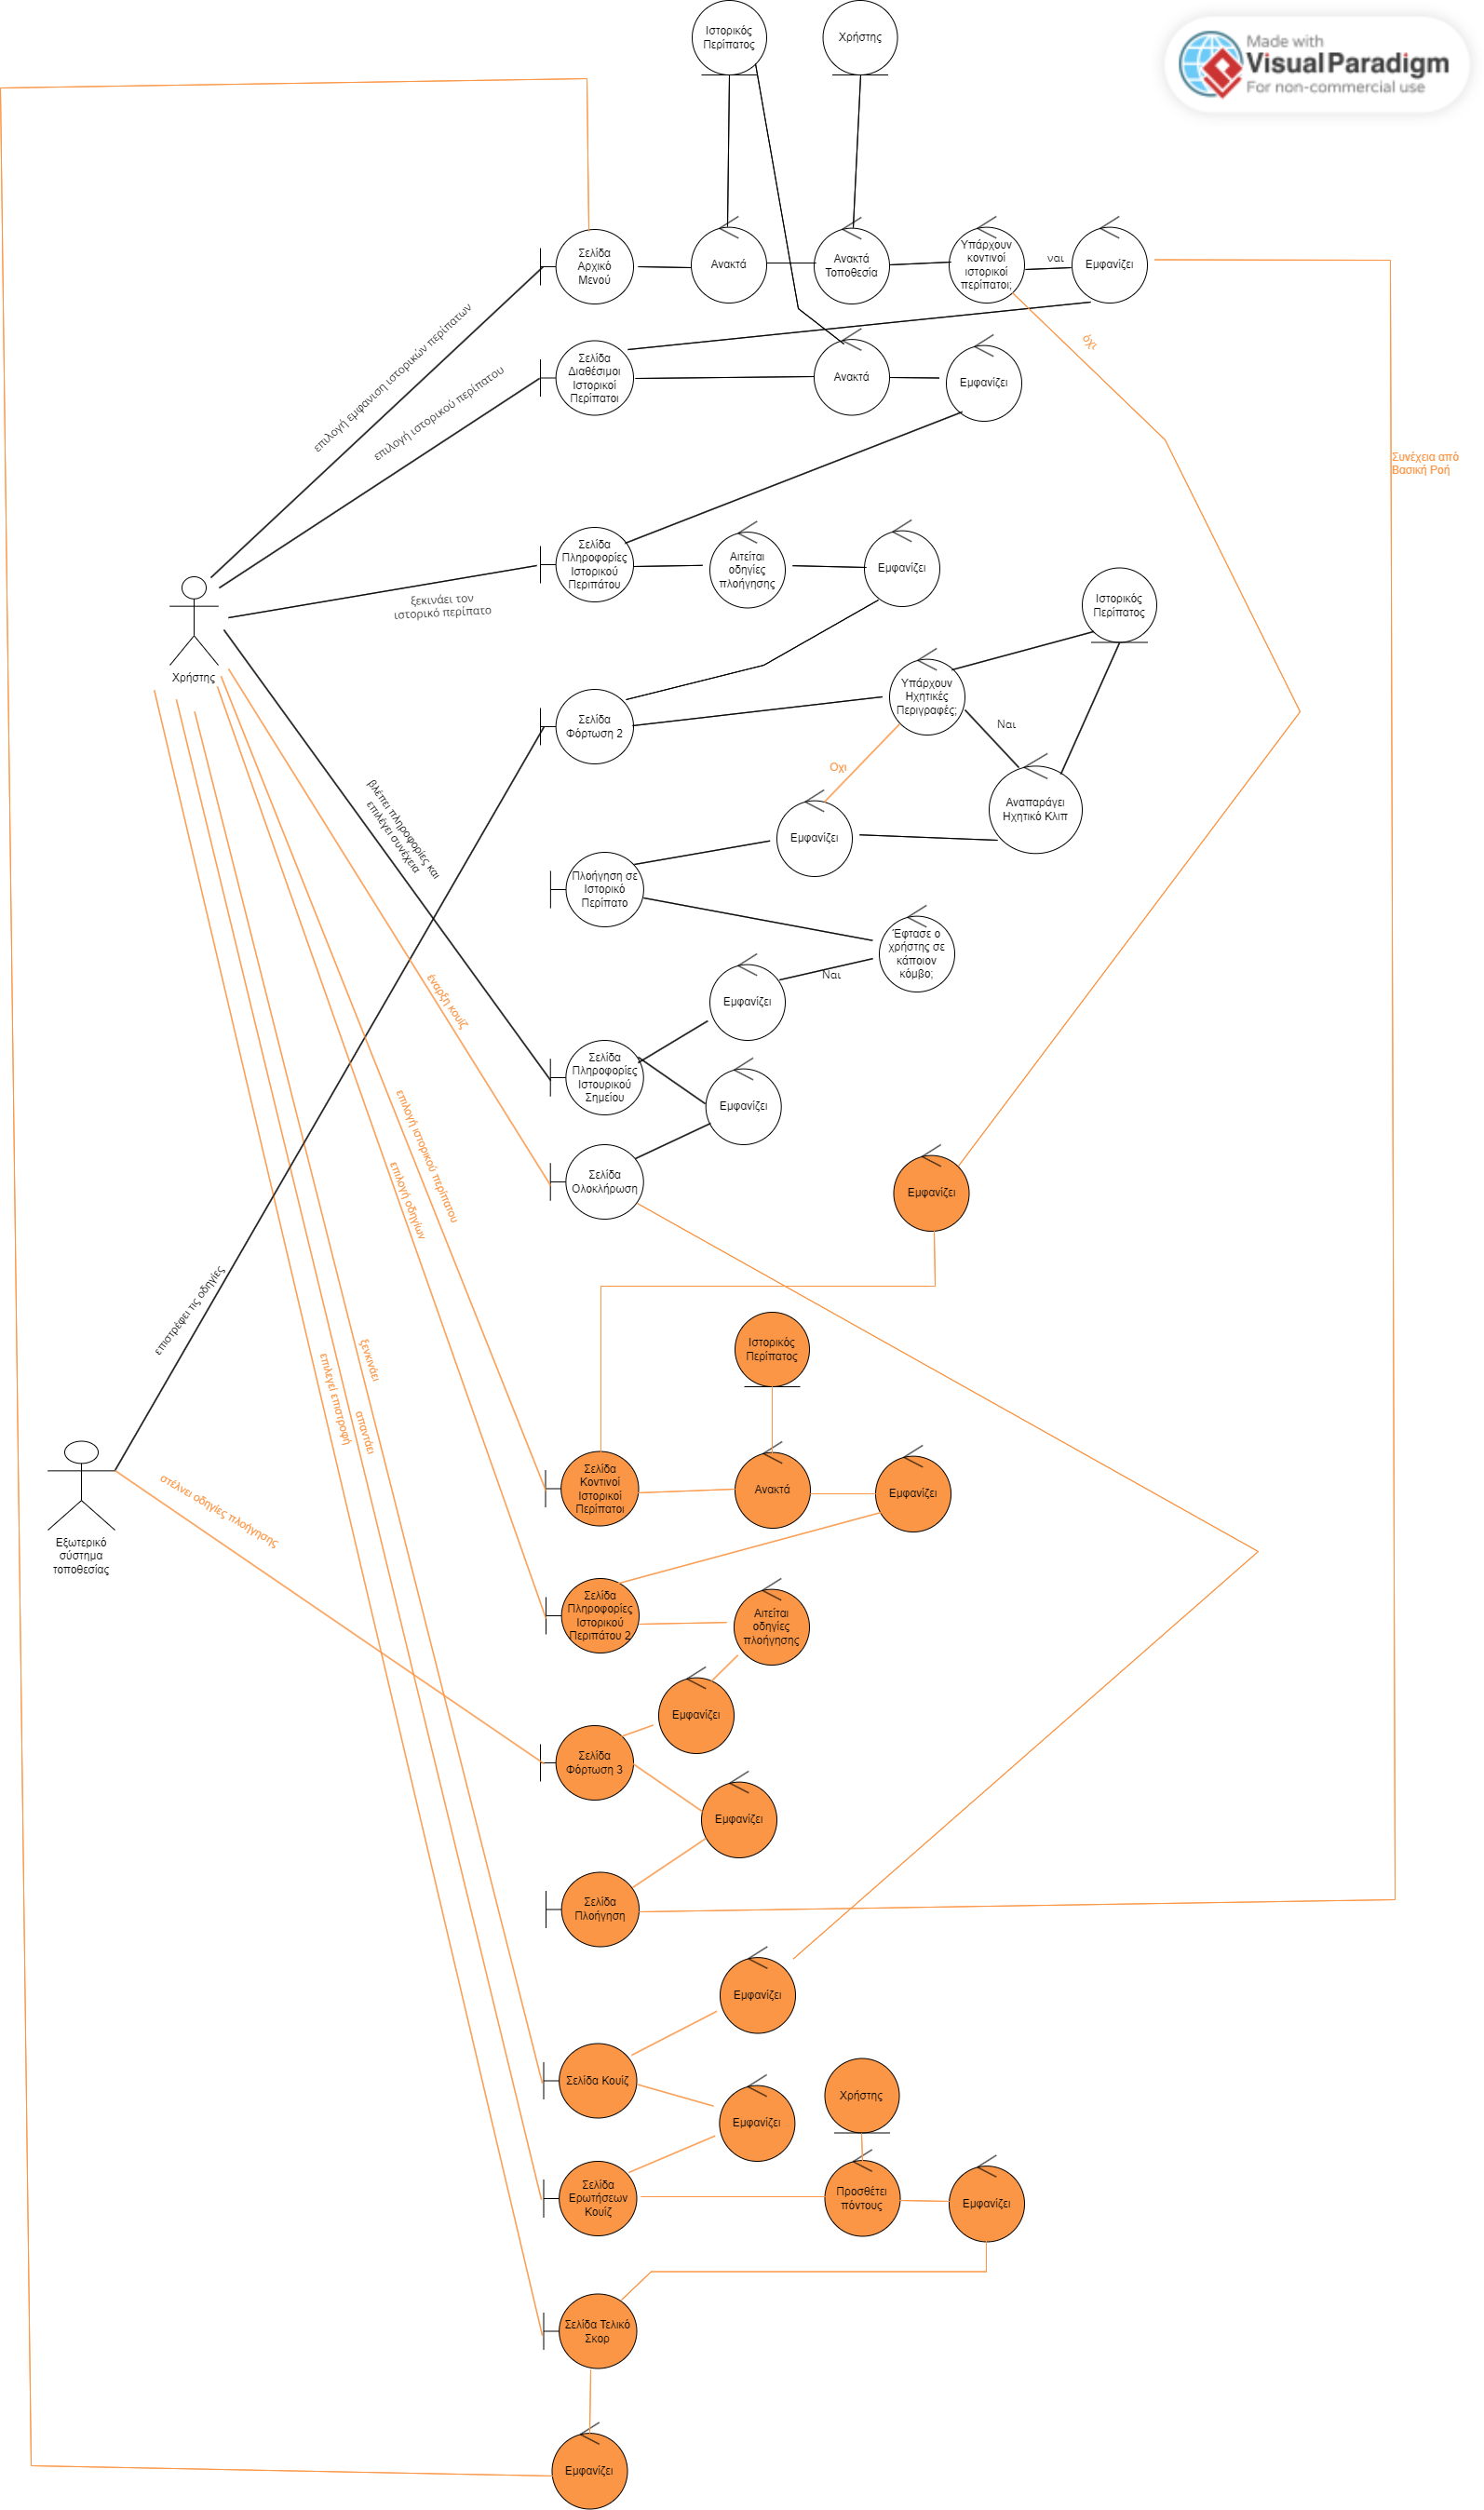 Ιστορικός
Περίπατος
Χρήστης
Made with
Visual Paradigm
For non-commercial use
Σελίδα
Αρχικό
Μενού
Ανακτά
Ανακτά
Τοποθεσία
Υπάρχουν
κοντινοί
ιστορικοί
περίπατοι;
ναι
Εμφανίζει
επιλογή εμφανιση ιστορικών περίπατων
όχι
Σελίδα
Διαθέσιμοι
Ιστορικοί
Περίπατοι
Ανακτά
Εμφανίζει
επιλογή ιστορικού περίπατου
Συνέχεια από
Βασική Ροή
Σελίδα
Πληροφορίες
Ιστορικού
Περιπάτου
Αιτείται
οδηγίες
πλοήγησης
Εμφανίζει
ξεκινάει τον
ιστορικό περίπατο
Ιστορικός
Περίπατος
Χρήστης
Σελίδα
Φόρτωση 2
Υπάρχουν
Ηχητικές
Περιγραφές;
Ναι
Οχι
Αναπαράγει
Ηχητικό Κλιπ
Εμφανίζει
βλέπει πληροφορίες και
επιλέγει συνέχεια
Πλοήγηση σε
Ιστορικό
Περίπατο
Έφτασε ο
χρήστης σε
κάποιον
κόμβο;
Ναι
Εμφανίζει
έναρξη κουίζ
Σελίδα
Πληροφορίες
Ιστουρικού
Σημείου
Εμφανίζει
επιλογή ιστορικού περίπατου
Σελίδα
Ολοκλήρωση
Εμφανίζει
επιλογή οδηγίων
επιστρέφει τις οδηγίες
Ιστορικός
Περίπατος
ξενκινάει
επιλεγεί επιστροφή
απαντάει
Σελίδα
Κοντινοί
Ιστορικοί
Περίπατοι
Ανακτά
Εμφανίζει
στέλνει οδηγίες πλοήγησης
Εξωτερικό
σύστημα
τοποθεσίας
Σελίδα
Πληροφορίες
Ιστορικού
Περιπάτου 2
Αιτείται
οδηγίες
πλοήγησης
Εμφανίζει
Σελίδα
Φόρτωση 3
Εμφανίζει
Σελίδα
Πλοήγηση
Εμφανίζει
Σελίδα Κουίζ
Εμφανίζει
Χρήστης
Σελίδα
Ερωτήσεων
Κουίζ
Προσθέτει
πόντους
Εμφανίζει
Σελίδα Τελικό
Σκορ
Εμφανίζει